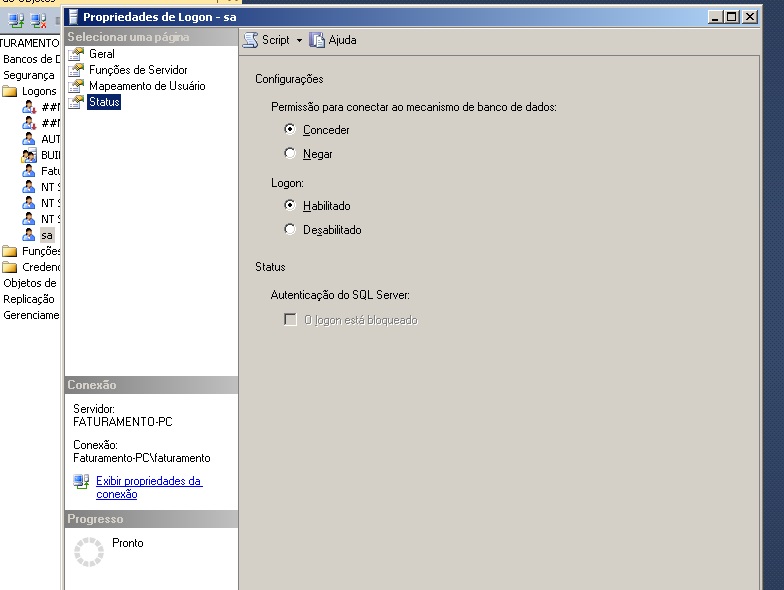 Propriedades de Logon - sa
Selecionar uma página
Geral
Funções de Servidor
Mapeamento de Usuário
Status
Script
Ajuda
Configurações
Permissão para conectar ao mecanismo de banco de dados:
Conceder
Negar
Logon:
Habilitado
Desabilitado
Status
Autenticação do SQL Server:
O logon está bloqueado
Conexão
Servidor:
FATURAMENTO-PC
Conexão:
Faturamento-PC\faturamento
Exibir propriedades da
conexão
Progresso
Pronto
TURAMENTO
Bancos de D
Segurança
Logons
##M
##M
AUT
BUI
Fatu
NT S
NT S
NT S
sa
Funções
Credenc
Objetos de
Replicação
Gerenciame